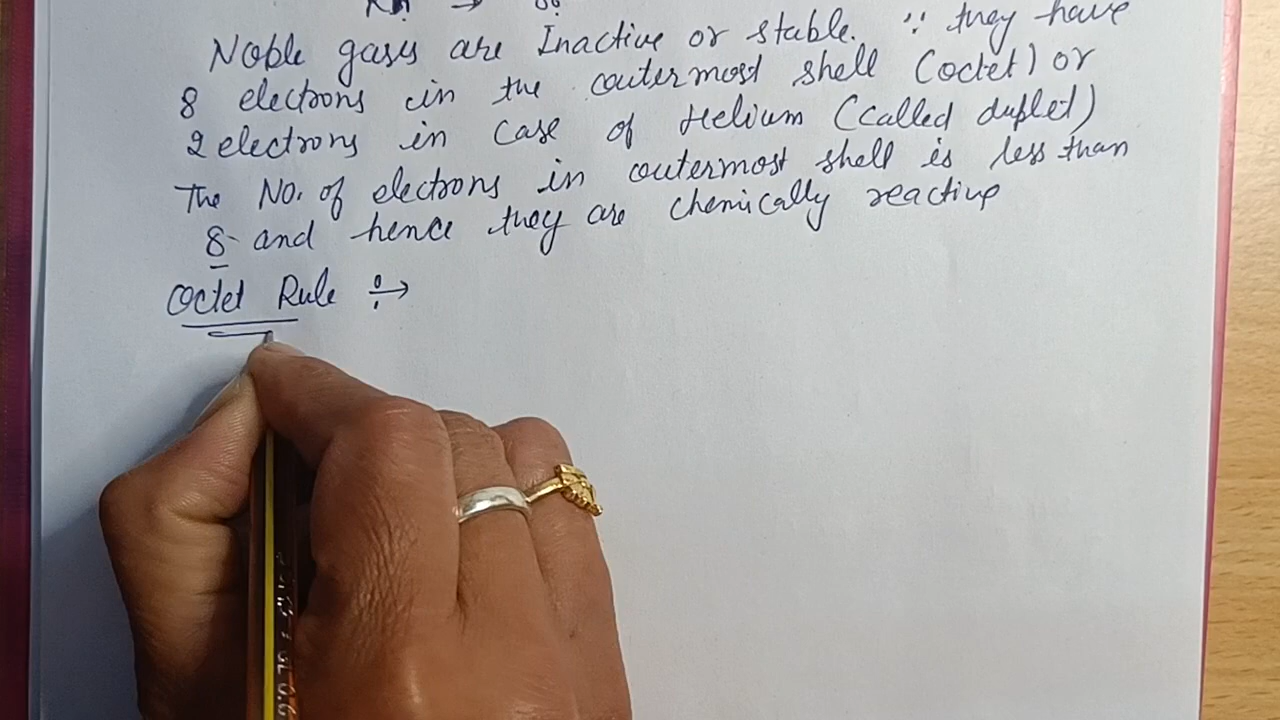 Rn →
Noble gases are Inactive or stable. ∵ they have
8 electrons in the outermost shell (octet) or
2 electrons in case of Helium (called duplet)
The No. of electrons in outermost shell is less than
8 and hence they are chemically reactive
Octet Rule